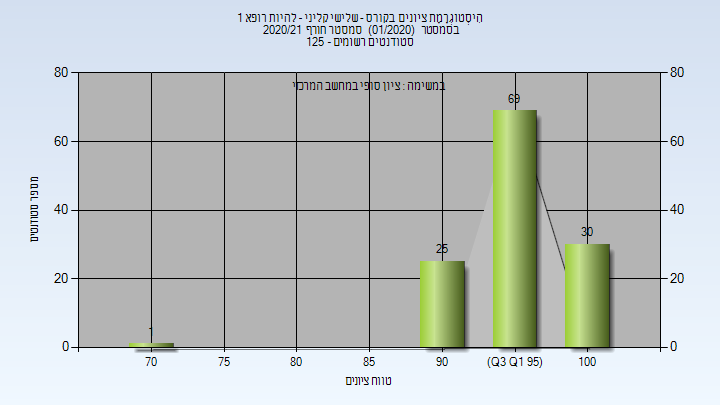 הִיסְטוֹגְרָמַת ציונים בקורס - שלישי קליני - להיות רופא 1
בסמסטר (01/2020) סמסטר חורף 2020/21
סטודנטים רשומים - 125
במשימה : ציון סופי במחשב המרכזי
80 80
69
60 60
מספר סטודנטים
40 40
30
25
20 20
1
0 0
70 75 80 85 90 (Q3 Q1 95) 100
טווח ציונים